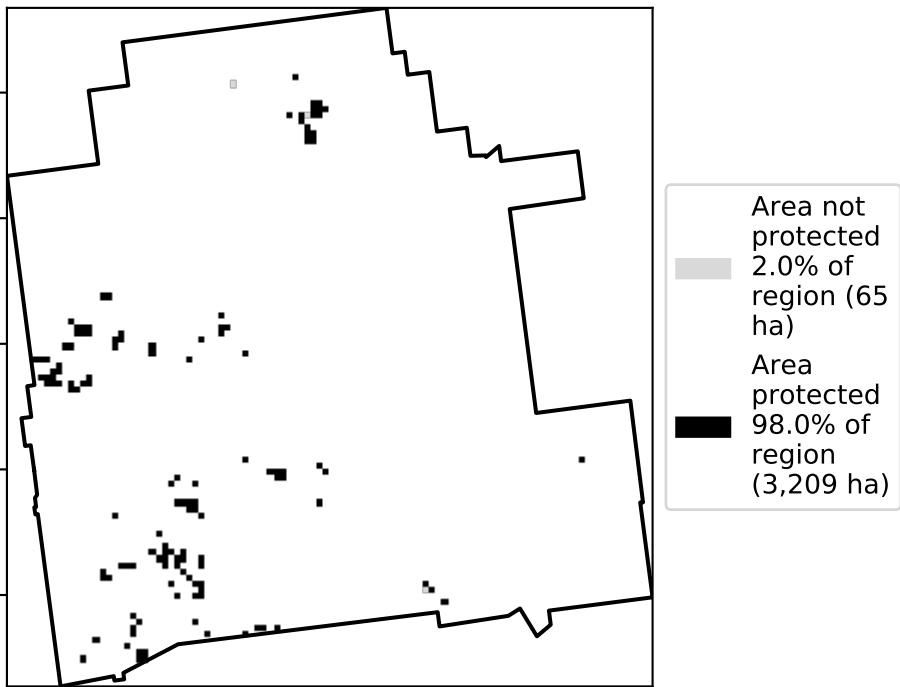 Area not
protected
2.0% of
region (65
ha)
Area
protected
98.0% of
region
(3,209 ha)